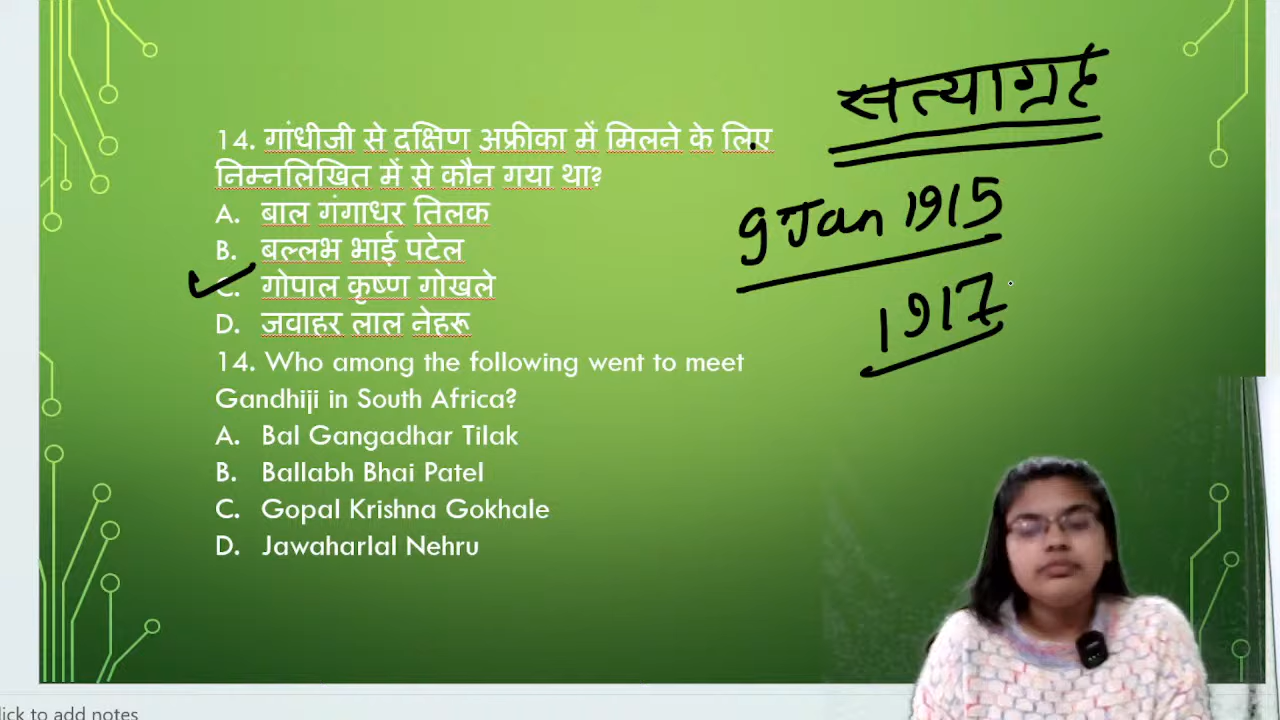 सत्याग्रह
14. गांधीजी से दक्षिण अफ्रीका में मिलने के लिए
निम्नलिखित में से कौन गया था?
A. बाल गंगाधर तिलक
B. बल्लभ भाई पटेल
C. गोपाल कृष्ण गोखले
D. जवाहर लाल नेहरू
9 Jan 1915
1917
14. Who among the following went to meet
Gandhiji in South Africa?
A. Bal Gangadhar Tilak
B. Ballabh Bhai Patel
C. Gopal Krishna Gokhale
D. Jawaharlal Nehru
lick to add notes